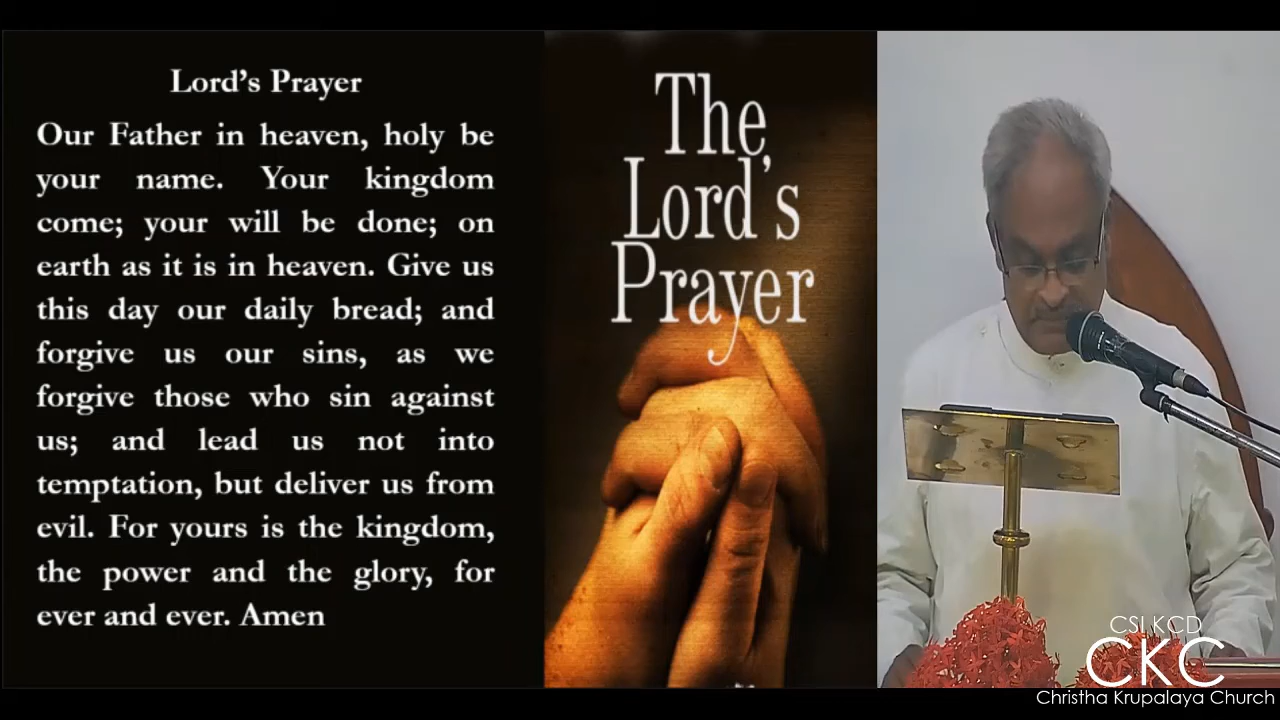 Lord's Prayer
Our Father in heaven, holy be
your name. Your kingdom
come; your will be done; on
earth as it is in heaven. Give us
this day our daily bread; and
forgive us our sins, as we
forgive those who sin against
us; and lead us not into
temptation, but deliver us from
evil. For yours is the kingdom,
the power and the glory, for
ever and ever. Amen
The
Lord's
Prayer
CSI KCD
CKC
Christha Krupalaya Church